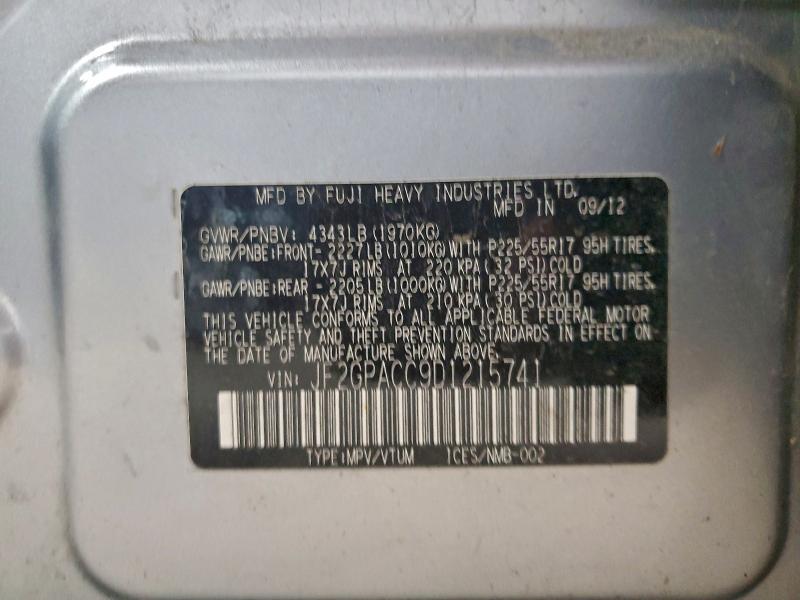 MFD BY FUJI HEAVY INDUSTRIES LTD.
MFD IN 09/12
GVWR/PNBV: 4343LB(1970KG)
GAWR/PNBE:FRONT- 2227LB(1010KG)WITH P225/55R17 95H TIRES.
17X7J RIMS AT 220 KPA( 32 PSI)COLD
GAWR/PNBE:REAR - 2205LB(1000KG)WITH P225/55R17 95H TIRES.
17X7J RIMS AT 210 KPA( 30 PSI)COLD
THIS VEHICLE CONFORMS TO ALL APPLICABLE FEDERAL MOTOR
VEHICLE SAFETY AND THEFT PREVENTION STANDARDS IN EFFECT ON
THE DATE OF MANUFACTURE SHOWN ABOVE.
VIN: JF2GPACC9D1215741
TYPE:MPV/VTUM ICES/NMB-002